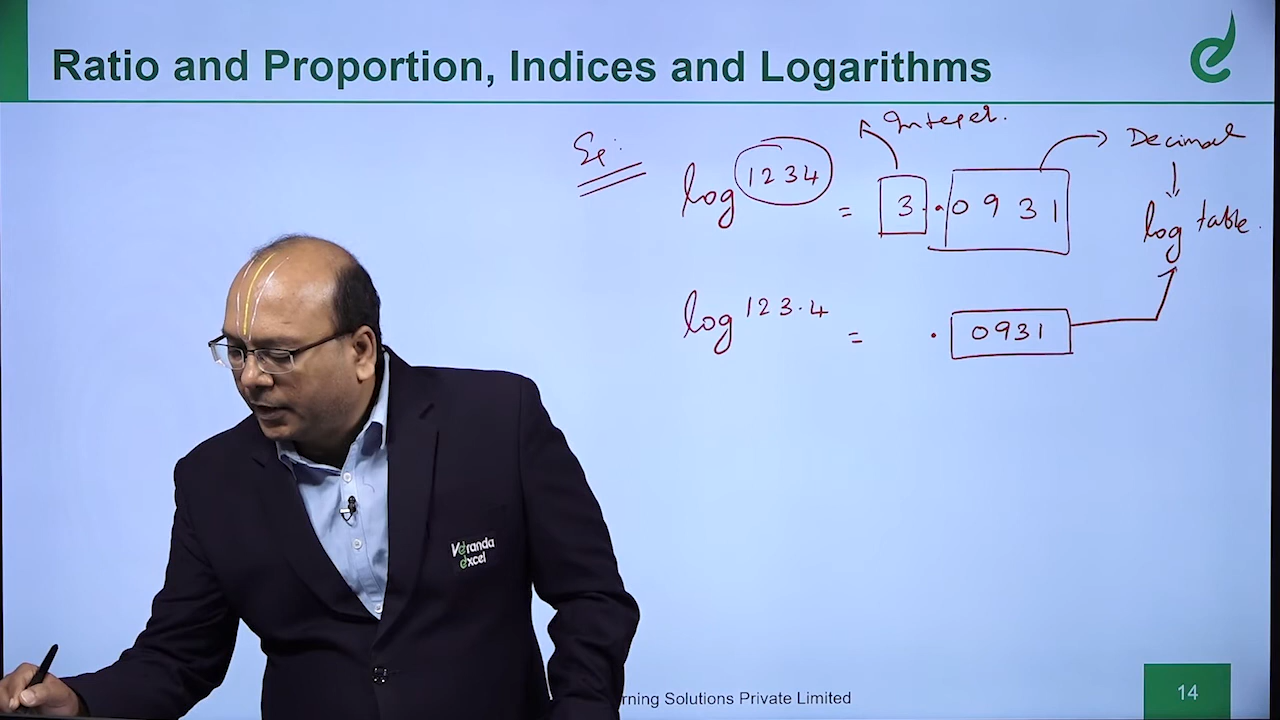 Ratio and Proportion, Indices and Logarithms
Ex:
Integer.
log 1234 = 3.0931
Decimal
log table.
log 123.4 = .0931
Veranda
excel
rning Solutions Private Limited
14